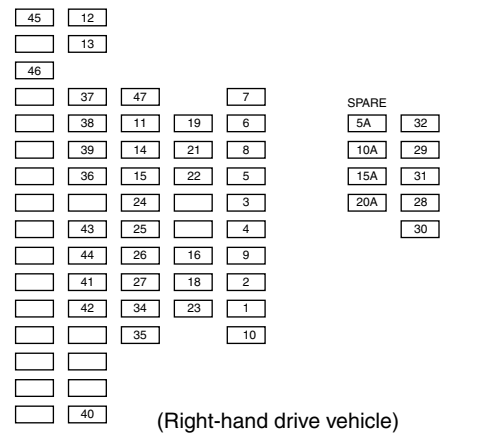 45 12
13
46
37 47 7
SPARE
38 11 19 6 5A 32
39 14 21 8 10A 29
36 15 22 5 15A 31
24 3 20A 28
43 25 4 30
44 26 16 9
41 27 18 2
42 34 23 1
35 10
40
(Right-hand drive vehicle)